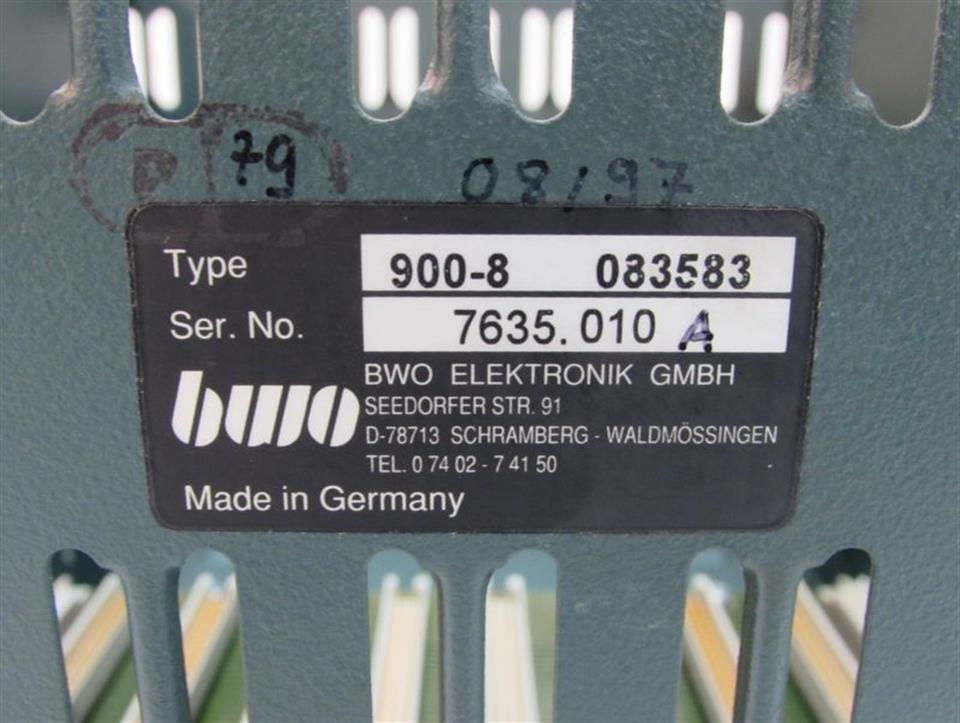 D 79 08/97
Type 900-8 083583
Ser. No. 7635.010 A
bwo
BWO ELEKTRONIK GMBH
SEEDORFER STR. 91
D-78713 SCHRAMBERG - WALDMÖSSINGEN
TEL. 0 74 02 - 7 41 50
Made in Germany